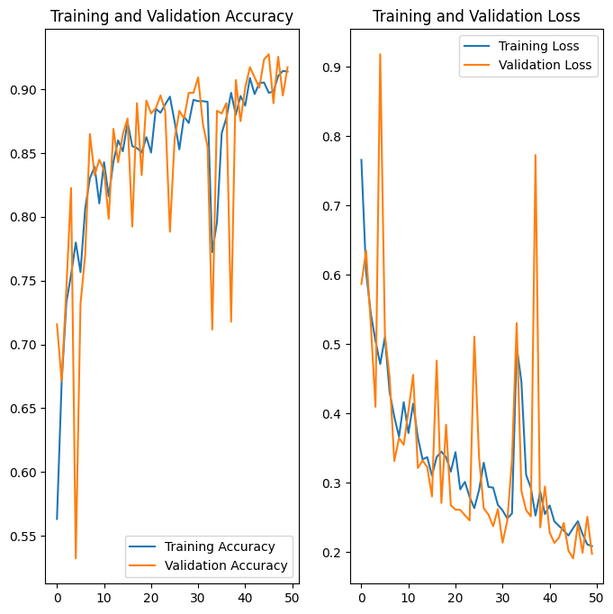 Training and Validation Accuracy
0.90
0.85
0.80
0.75
0.70
0.65
0.60
0.55
0 10 20 30 40 50
Training Accuracy
Validation Accuracy
Training and Validation Loss
0.9
0.8
0.7
0.6
0.5
0.4
0.3
0.2
0 10 20 30 40 50
Training Loss
Validation Loss